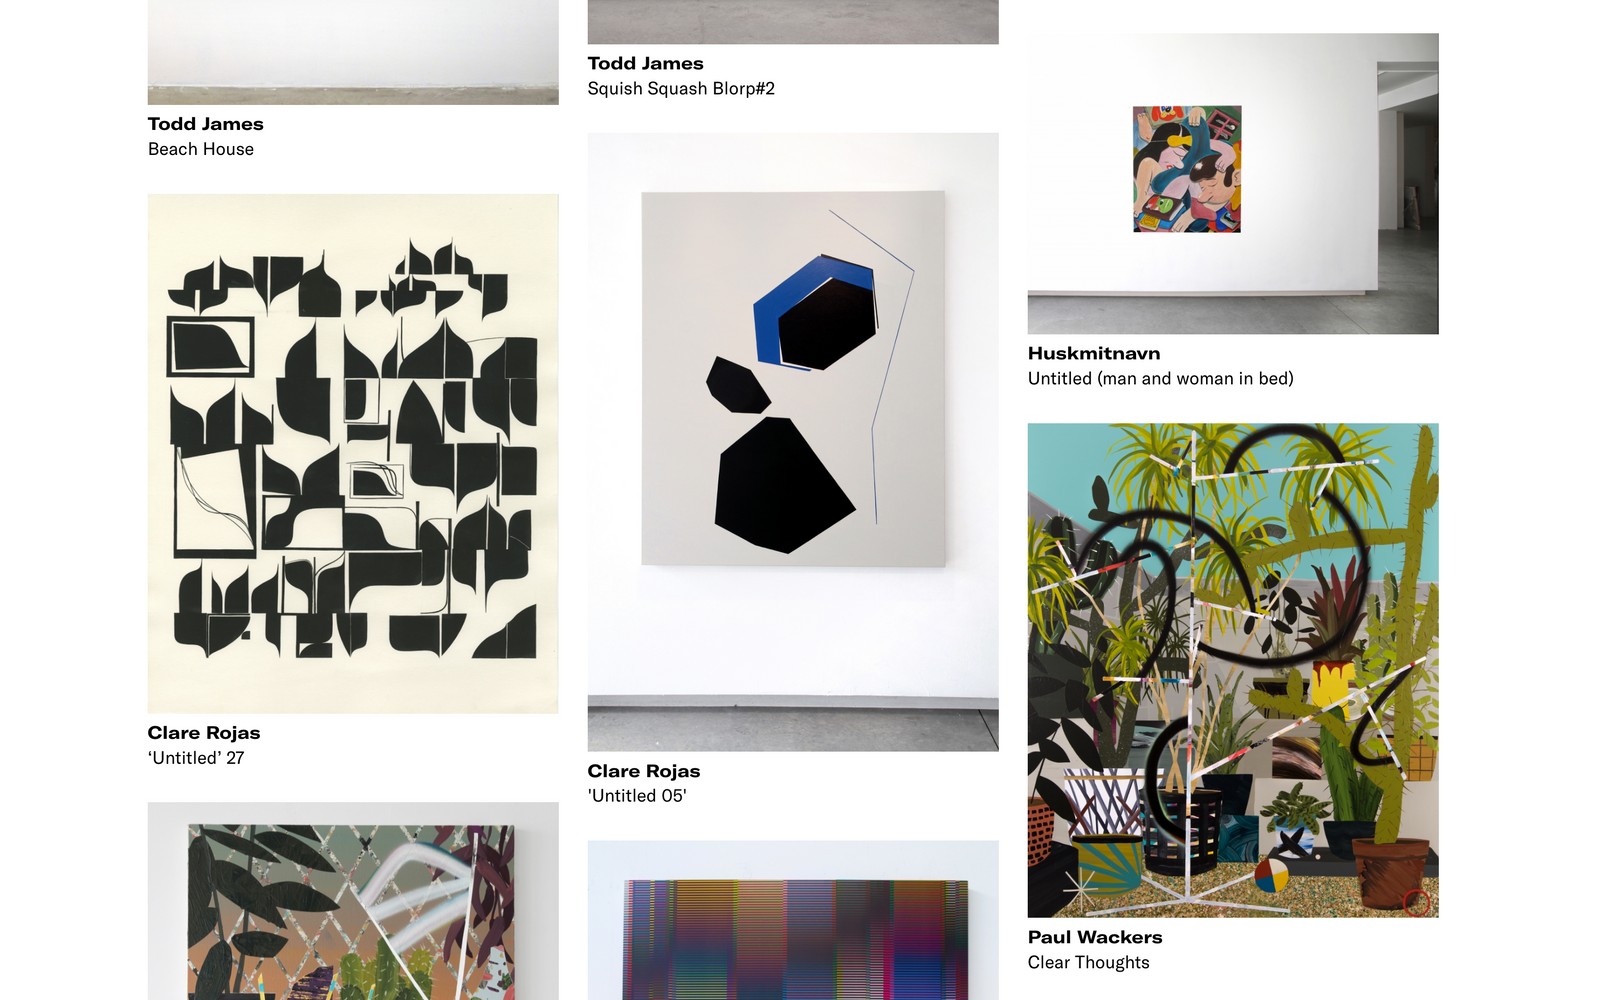 Todd James
Beach House
Clare Rojas
‘Untitled’ 27
Todd James
Squish Squash Blorp#2
Clare Rojas
'Untitled 05'
Huskmitnavn
Untitled (man and woman in bed)
Paul Wackers
Clear Thoughts